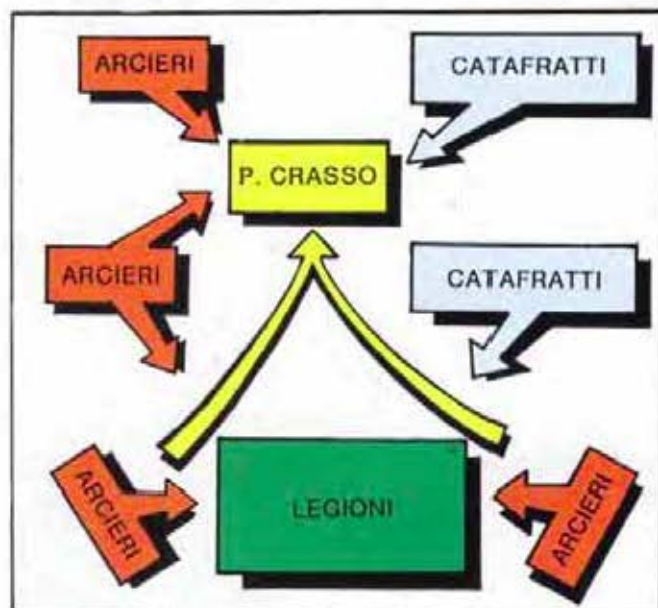 ARCIERI
CATAFRATTI
P. CRASSO
ARCIERI
CATAFRATTI
ARCIERI
LEGIONI
ARCIERI